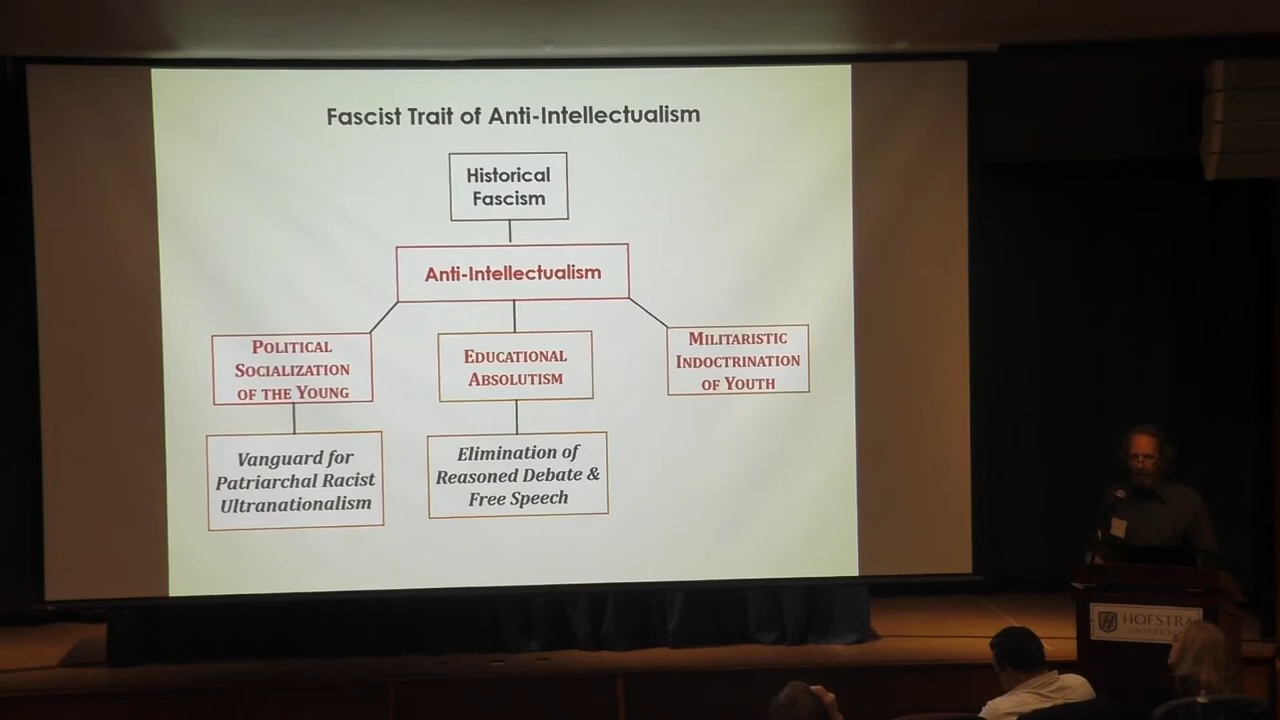 Fascist Trait of Anti-Intellectualism
Historical
Fascism
Anti-Intellectualism
POLITICAL
SOCIALIZATION
OF THE YOUNG
EDUCATIONAL
ABSOLUTISM
MILITARISTIC
INDOCTRINATION
OF YOUTH
Vanguard for
Patriarchal Racist
Ultranationalism
Elimination of
Reasoned Debate &
Free Speech
HOFSTRA
UNIVERSITY